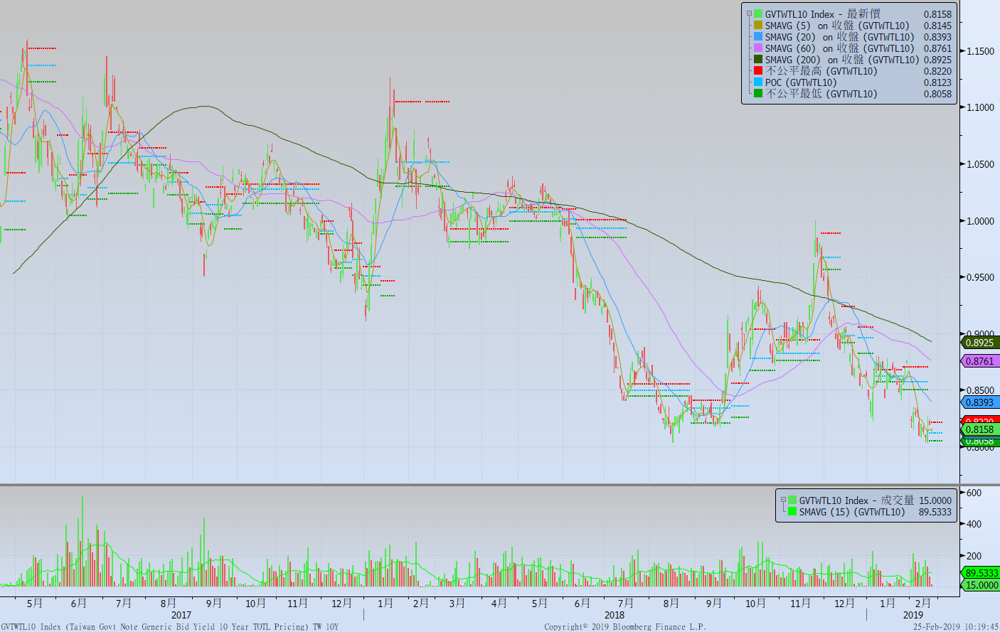 GVTWTL10 Index - 最新價 0.8158
SMAVG (5) on 收盤 (GVTWTL10) 0.8145
SMAVG (20) on 收盤 (GVTWTL10) 0.8393
SMAVG (60) on 收盤 (GVTWTL10) 0.8761
SMAVG (200) on 收盤 (GVTWTL10) 0.8925
不公平最高 (GVTWTL10) 0.8220
POC (GVTWTL10) 0.8123
不公平最低 (GVTWTL10) 0.8058
1.1500
1.1000
1.0500
1.0000
0.9500
0.9000
0.8925
0.8761
0.8500
0.8393
0.8220
0.8158
0.8058
0.8000
GVTWTL10 Index - 成交量 15.0000
SMAVG (15) (GVTWTL10) 89.5333
600
400
200
89.5333
15.0000
5月 6月 7月 8月 9月 10月 11月 12月 1月 2月 3月 4月 5月 6月 7月 8月 9月 10月 11月 12月 1月 2月
2017 2018 2019
GVTWTL10 Index (Taiwan Govt Note Generic Bid Yield 10 Year TOTL Pricing) TW 10Y Copyright© 2019 Bloomberg Finance L.P. 25-Feb-2019 10:19:45